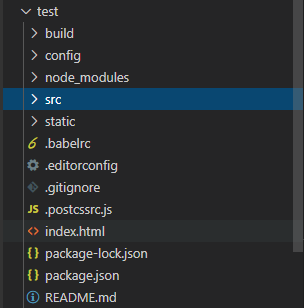 test
build
config
node_modules
src
static
.babelrc
.editorconfig
.gitignore
.postcssrc.js
index.html
package-lock.json
package.json
README.md